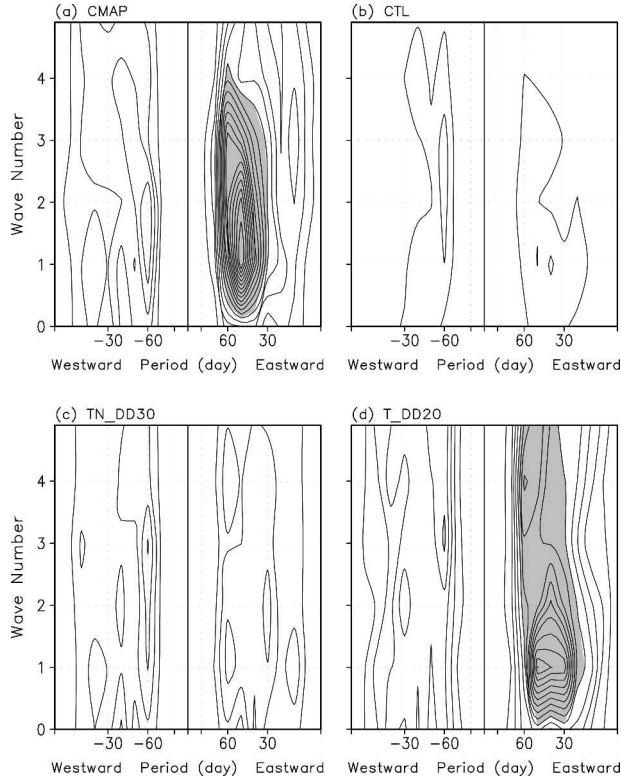 (a) CMAP
(b) CTL
Wave Number
4
3
2
1
0
-30 -60 60 30
-30 -60 60 30
Westward Period (day) Eastward
Westward Period (day) Eastward
(c) TN_DD30
(d) T_DD20
Wave Number
4
3
2
1
0
-30 -60 60 30
-30 -60 60 30
Westward Period (day) Eastward
Westward Period (day) Eastward